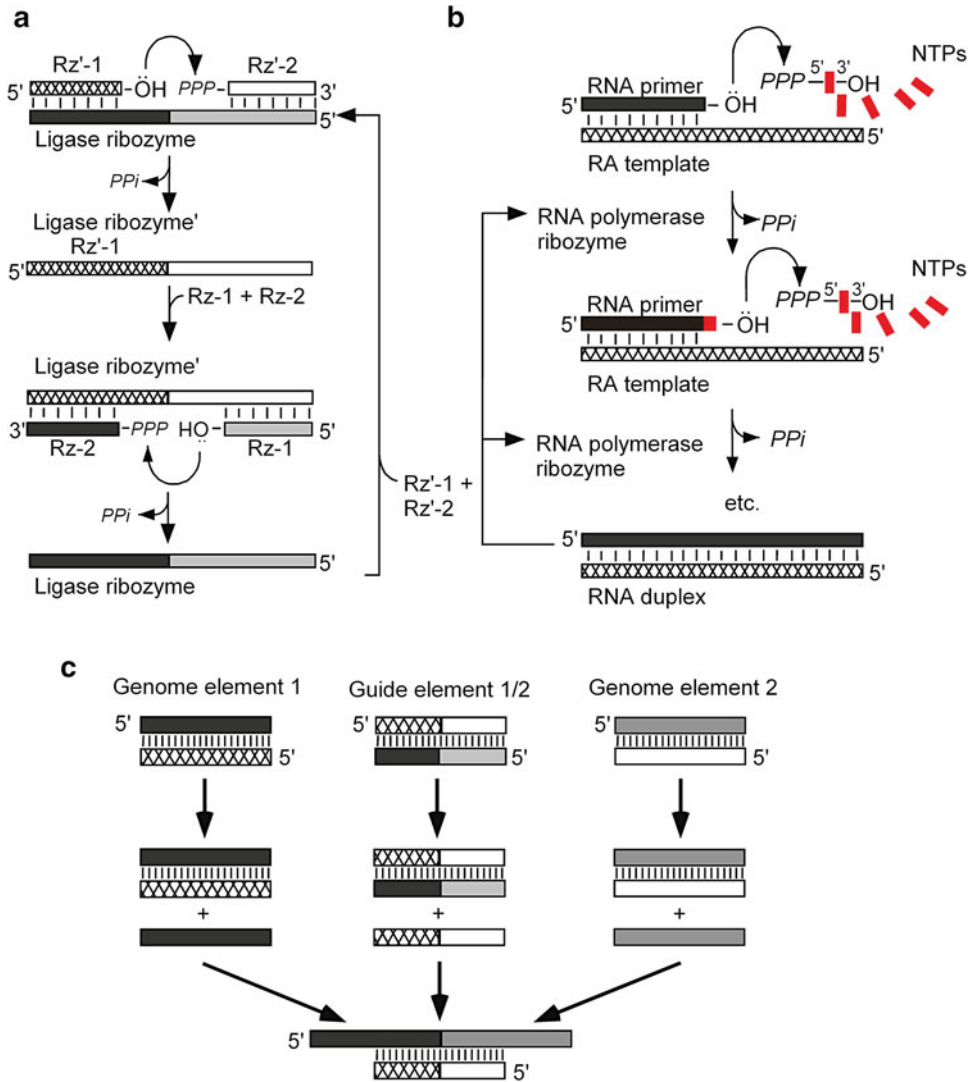 a
Rz'-1
ÖH
PPP
Rz'-2
5'
3'
5'
Ligase ribozyme
PPi
Ligase ribozyme'
Rz'-1
5'
Rz-1 + Rz-2
Ligase ribozyme'
3'
PPP
HO
5'
Rz-2
Rz-1
PPi
Rz'-1 +
Rz'-2
5'
Ligase ribozyme
b
NTPs
RNA primer
PPP
5'
3'
OH
5'
ÖH
5'
RA template
RNA polymerase
ribozyme
PPi
NTPs
RNA primer
PPP
5'
3'
OH
5'
ÖH
5'
RA template
RNA polymerase
ribozyme
PPi
etc.
5'
5'
RNA duplex
c
Genome element 1
Guide element 1/2
Genome element 2
5'
5'
5'
5'
5'
5'
+
+
+
5'
5'